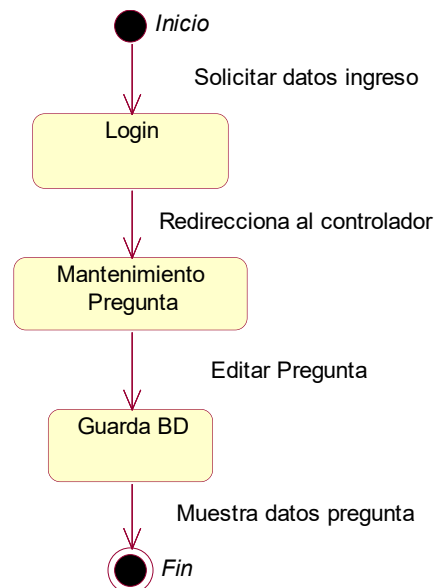 Inicio
Solicitar datos ingreso
Login
Redirecciona al controlador
Mantenimiento
Pregunta
Editar Pregunta
Guarda BD
Muestra datos pregunta
Fin